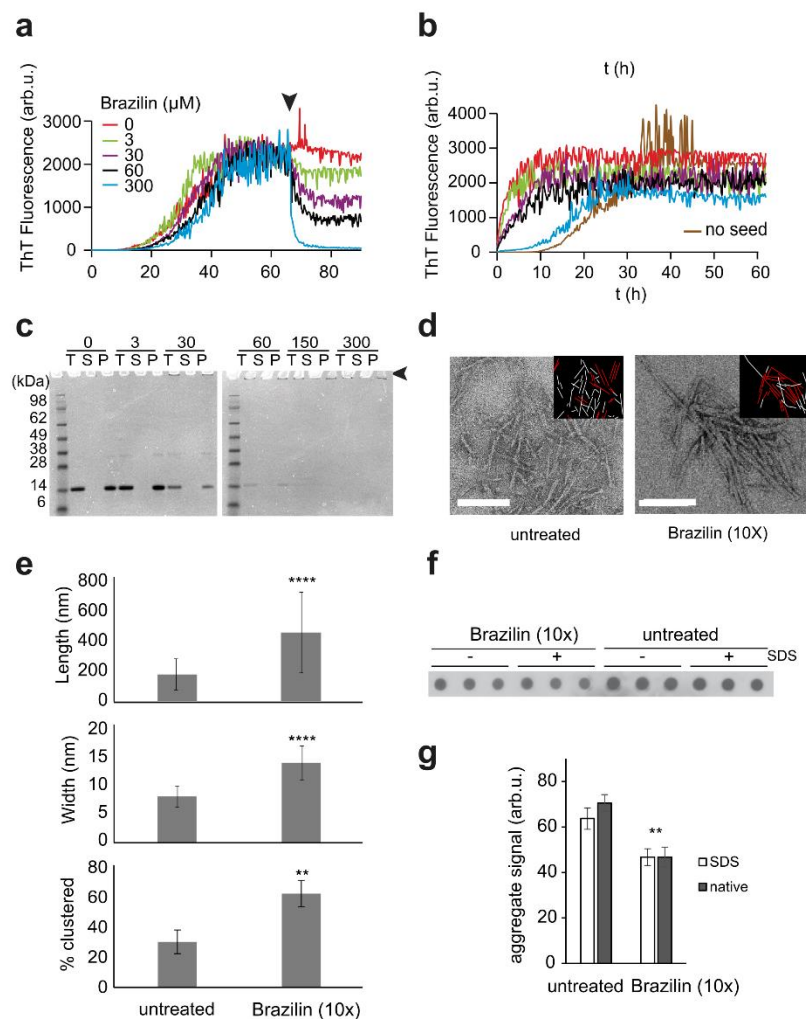 a
Brazilin (µM)
0
3
30
60
300
ThT Fluorescence (arb.u.)
3000
2000
1000
0
0 20 40 60 80
b
t (h)
ThT Fluorescence (arb.u.)
4000
3000
2000
1000
0
no seed
0 10 20 30 40 50 60
t (h)
c
0 3 30 60 150 300
T S P T S P T S P T S P T S P T S P
(kDa)
98
62
49
38
28
14
6
d
untreated Brazilin (10X)
e
Length (nm)
800
600
400
200
0
****
Width (nm)
20
15
10
5
0
****
% clustered
80
60
40
20
0
**
untreated Brazilin (10x)
f
Brazilin (10x) untreated
- + - + SDS
g
aggregate signal (arb.u.)
80
60
40
20
0
**
SDS
native
untreated Brazilin (10x)